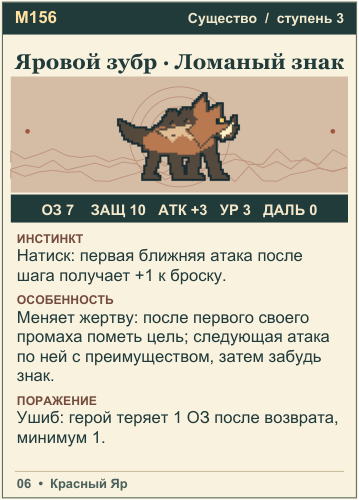 M156
Существо / ступень 3
Яровой зубр · Ломаный знак
ОЗ 7 ЗАЩ 10 АТК +3 УР 3 ДАЛЬ 0
ИНСТИНКТ
Натиск: первая ближняя атака после
шага получает +1 к броску.
ОСОБЕННОСТЬ
Меняет жертву: после первого своего
промаха пометь цель; следующая атака
по ней с преимуществом, затем забудь
знак.
ПОРАЖЕНИЕ
Ушиб: герой теряет 1 ОЗ после возврата,
минимум 1.
06 • Красный Яр